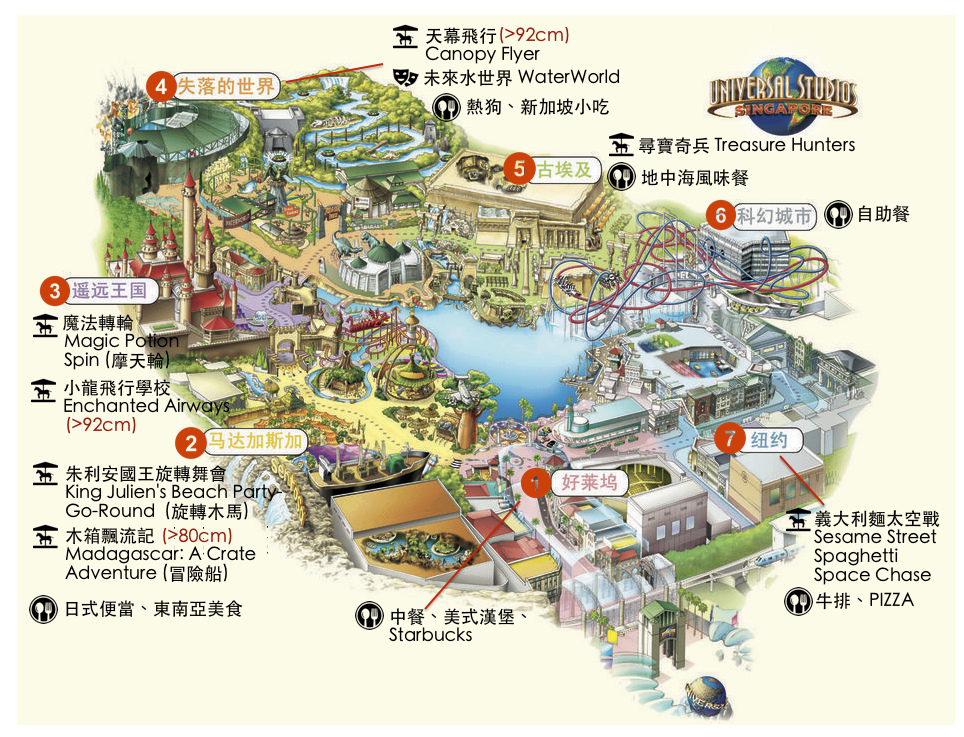 天幕飛行(>92cm)
Canopy Flyer
未來水世界 WaterWorld
熱狗、新加坡小吃
4 失落的世界
UNIVERSAL STUDIOS
SINGAPORE
尋寶奇兵 Treasure Hunters
地中海風味餐
5 古埃及
6 科幻城市
自助餐
3 遥远王国
魔法轉輪
Magic Potion
Spin (摩天輪)
小龍飛行學校
Enchanted Airways
(>92cm)
2 马达加斯加
朱利安國王旋轉舞會
King Julien's Beach Party-
Go-Round (旋轉木馬)
木箱飄流記 (>80cm)
Madagascar: A Crate
Adventure (冒險船)
日式便當、東南亞美食
1 好莱坞
中餐、美式漢堡、
Starbucks
7 纽约
義大利麵太空戰
Sesame Street
Spaghetti
Space Chase
牛排、PIZZA